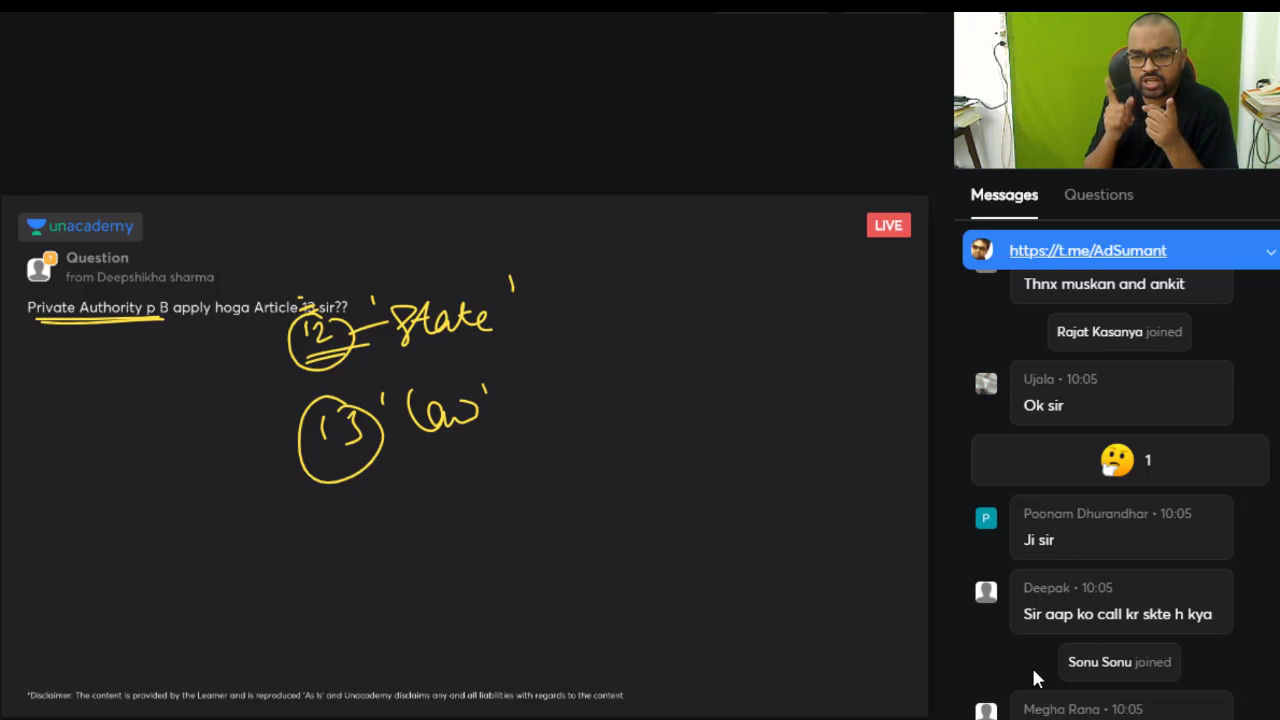 unacademy
LIVE
Question
from Deepshikha sharma
Private Authority p B apply hoga Article 13 sir??
12 'State'
13 'Law'
*Disclaimer: The content is provided by the Learner and is reproduced 'As Is' and Unacademy disclaims any and all liabilities with regards to the content
Messages
Questions
https://t.me/AdSumant
Thnx muskan and ankit
Rajat Kasanya joined
Ujala • 10:05
Ok sir
🤔 1
P
Poonam Dhurandhar • 10:05
Ji sir
Deepak • 10:05
Sir aap ko call kr skte h kya
Sonu Sonu joined
Megha Rana • 10:05